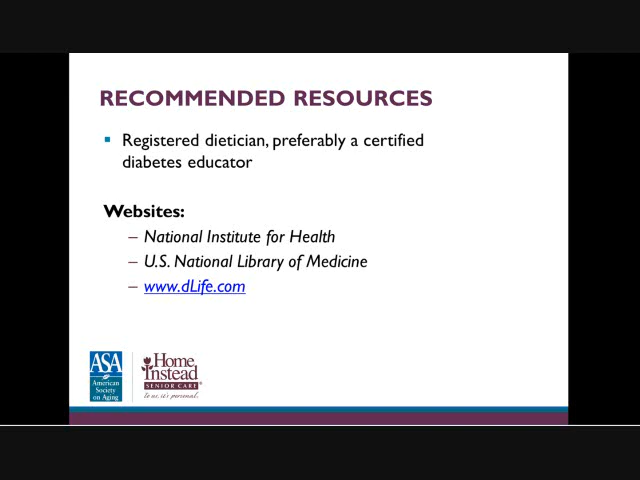 RECOMMENDED RESOURCES
▪ Registered dietician, preferably a certified
diabetes educator
Websites:
– National Institute for Health
– U.S. National Library of Medicine
– www.dLife.com
ASA
American
Society
on Aging
Home
Instead
SENIOR CARE
To us, it's personal.